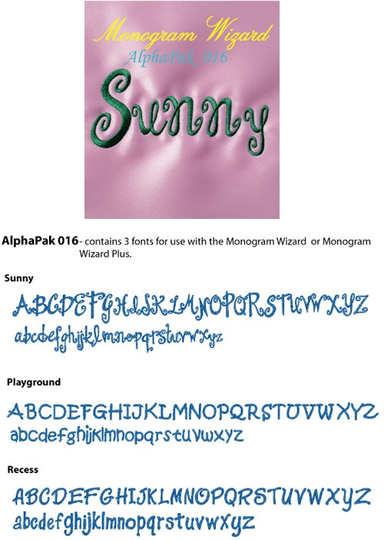 Monogram Wizard
AlphaPak 016
Sunny
AlphaPak 016 - contains 3 fonts for use with the Monogram Wizard or Monogram
Wizard Plus.
Sunny
ABCDEFGHIJKLMNOPQRSTUVWXYZ
abcdefghijklmnopqrstuvwxyz
Playground
ABCDEFGHIJKLMNOPQRSTUVWXYZ
abcdefghijklmnopqrstuvwxyz
Recess
ABCDEFGHIJKLMNOPQRSTUVWXYZ
abcdefghijklmnopqrstuvwxyz